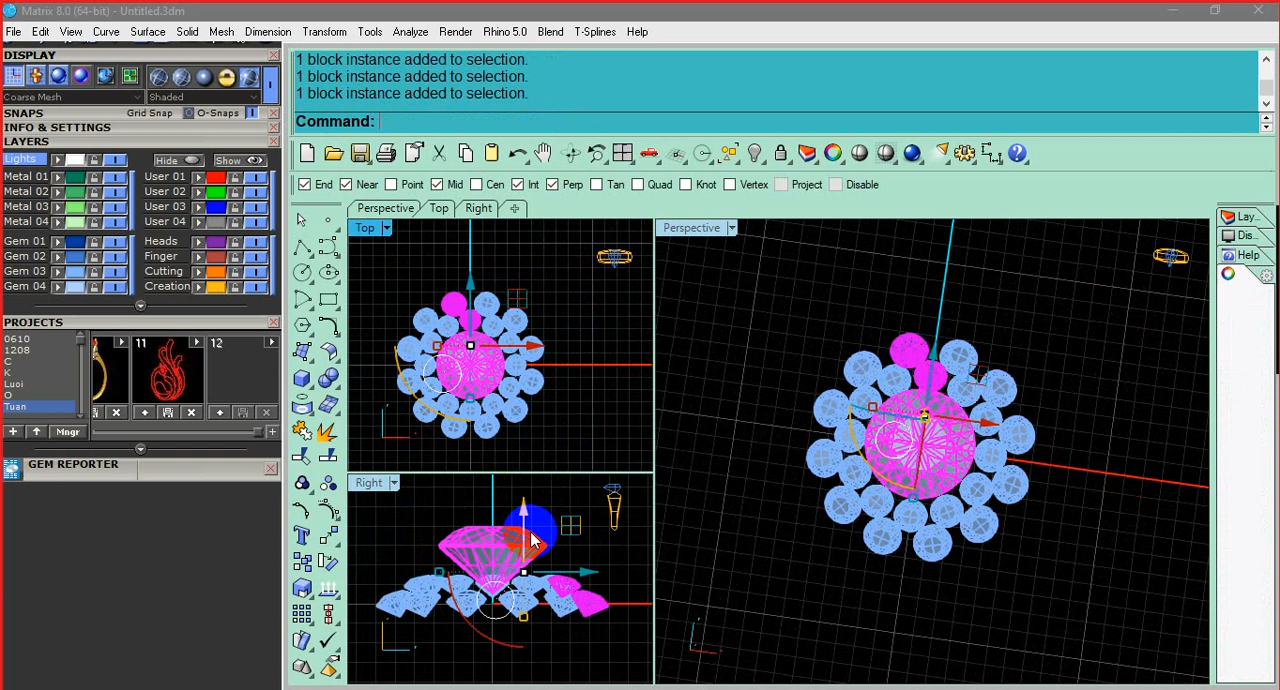 Matrix 8.0 (64-bit) - Untitled.3dm
File Edit View Curve Surface Solid Mesh Dimension Transform Tools Analyze Render Rhino 5.0 Blend T-Splines Help
DISPLAY
Coarse Mesh Shaded
SNAPS Grid Snap O-Snaps
INFO & SETTINGS
LAYERS
Lights Hide Show
Metal 01 User 01
Metal 02 User 02
Metal 03 User 03
Metal 04 User 04
Gem 01 Heads
Gem 02 Finger
Gem 03 Cutting
Gem 04 Creation
PROJECTS
0610
1208
C
K
Luoi
O
Tuan
11 12
Mngr
GEM REPORTER
1 block instance added to selection.
1 block instance added to selection.
1 block instance added to selection.
Command:
End Near Point Mid Cen Int Perp Tan Quad Knot Vertex Project Disable
Perspective Top Right
Top
Perspective
Right
Lay...
Dis...
Help